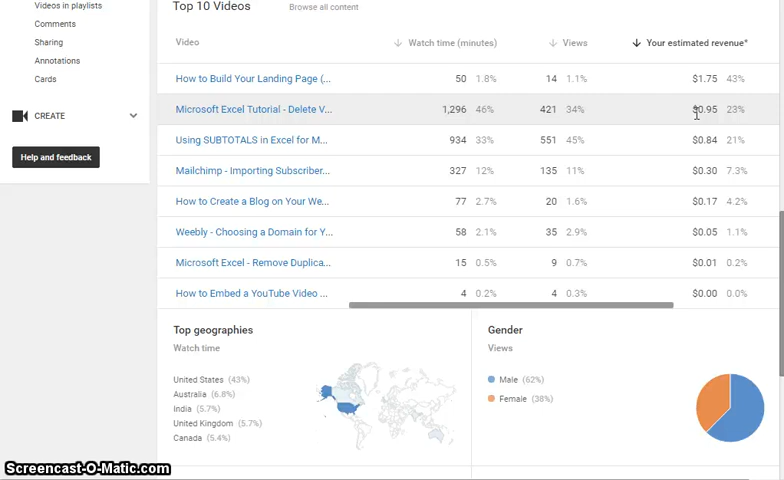 Videos in playlists
Comments
Sharing
Annotations
Cards
CREATE
Help and feedback
Top 10 Videos Browse all content
Video Watch time (minutes) Views Your estimated revenue*
How to Build Your Landing Page (... 50 1.8% 14 1.1% $1.75 43%
Microsoft Excel Tutorial - Delete V... 1,296 46% 421 34% $0.95 23%
Using SUBTOTALS in Excel for M... 934 33% 551 45% $0.84 21%
Mailchimp - Importing Subscriber... 327 12% 135 11% $0.30 7.3%
How to Create a Blog on Your We... 77 2.7% 20 1.6% $0.17 4.2%
Weebly - Choosing a Domain for Y... 58 2.1% 35 2.9% $0.05 1.1%
Microsoft Excel - Remove Duplica... 15 0.5% 9 0.7% $0.01 0.2%
How to Embed a YouTube Video ... 4 0.2% 4 0.3% $0.00 0.0%
Top geographies
Watch time
United States (43%)
Australia (6.8%)
India (5.7%)
United Kingdom (5.7%)
Canada (5.4%)
Gender
Views
Male (62%)
Female (38%)
Screencast-O-Matic.com